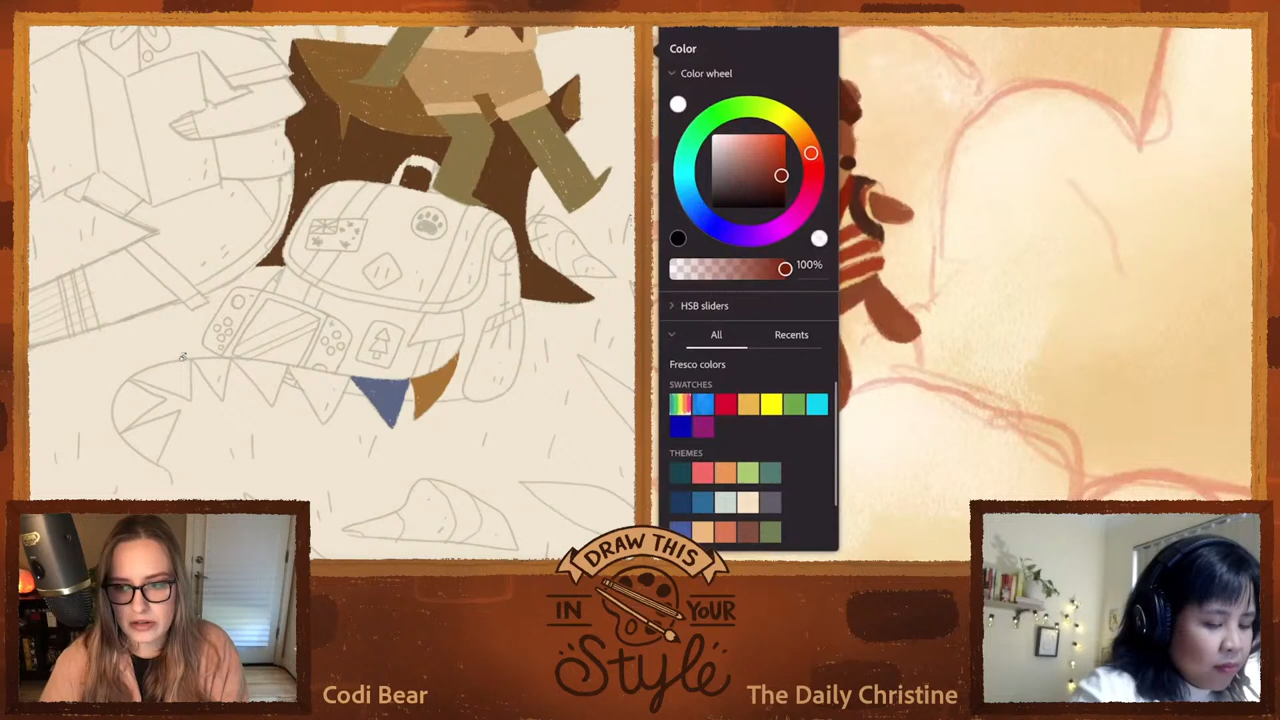 Color
Color wheel
100%
HSB sliders
All
Recents
Fresco colors
SWATCHES
THEMES
DRAW THIS
IN YOUR
Style
Codi Bear
The Daily Christine